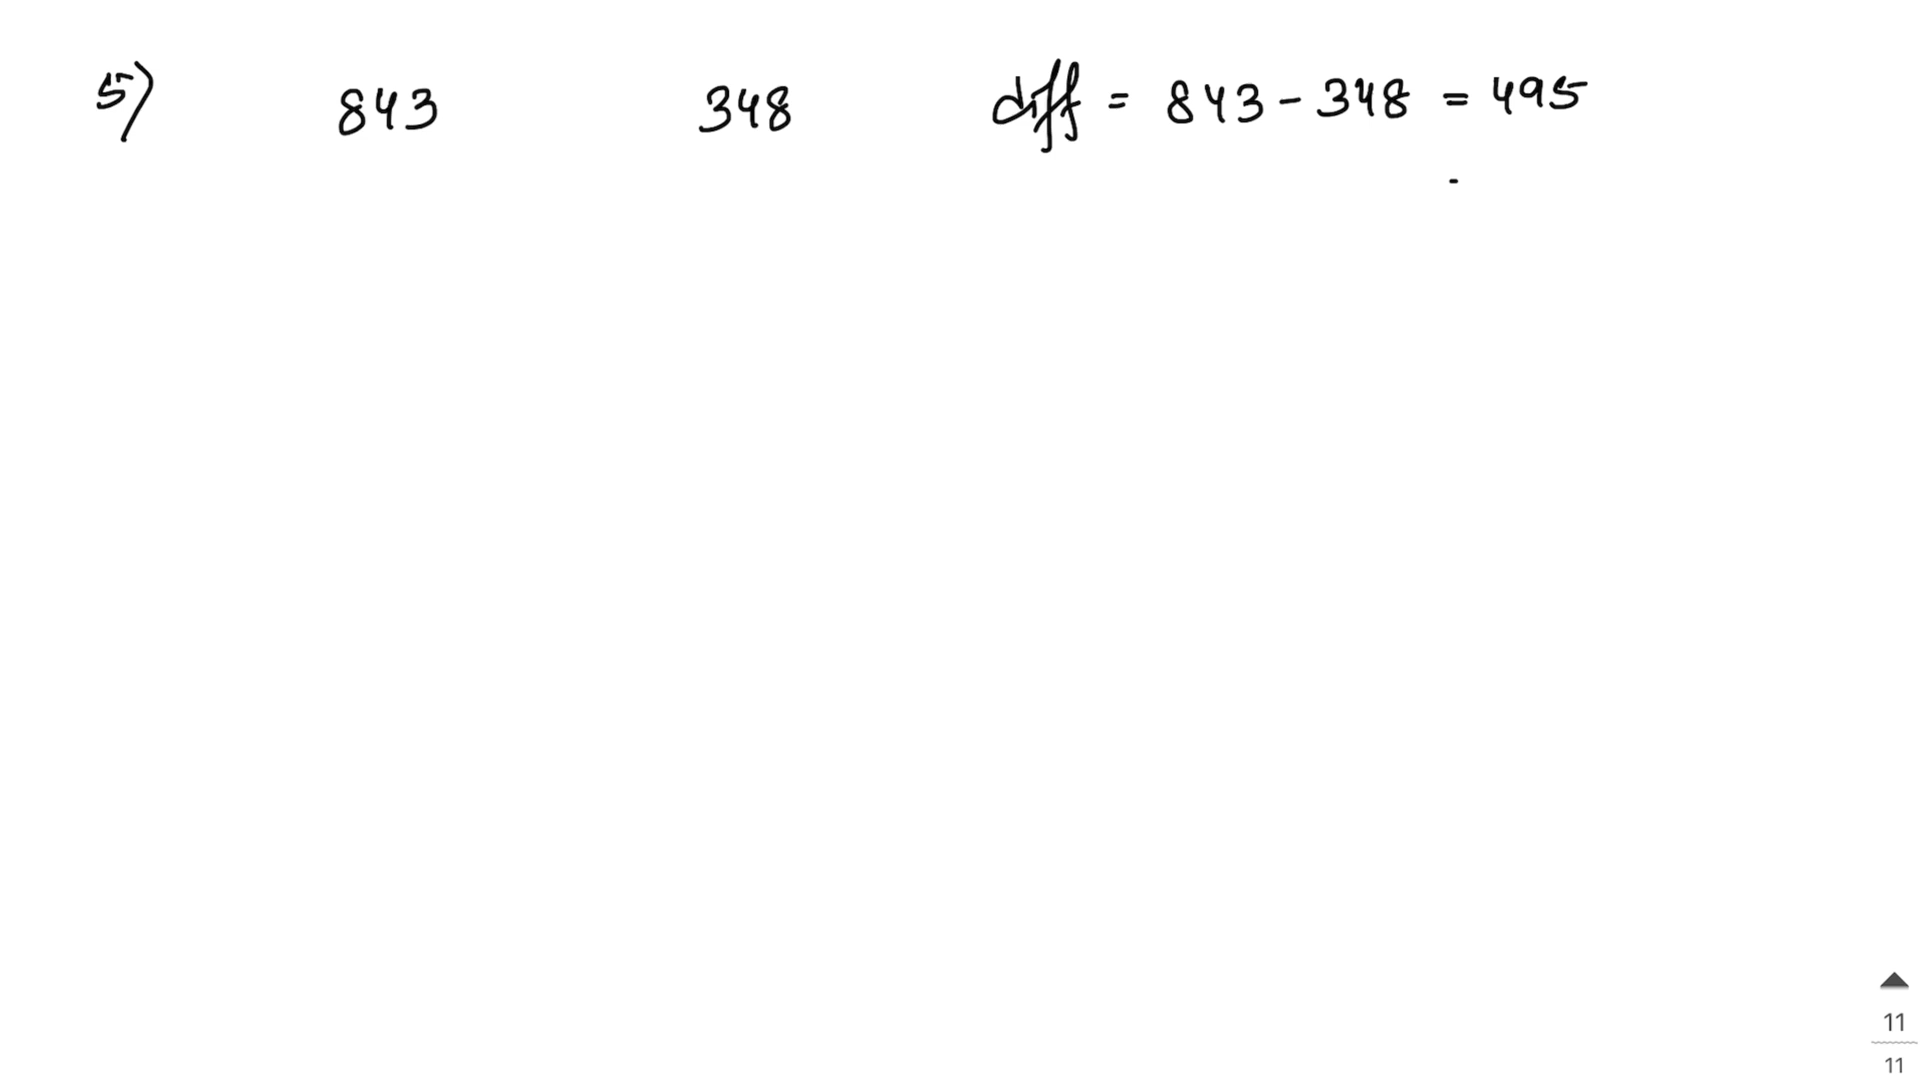 5) 843 348 diff = 843 - 348 = 495
-
11
11